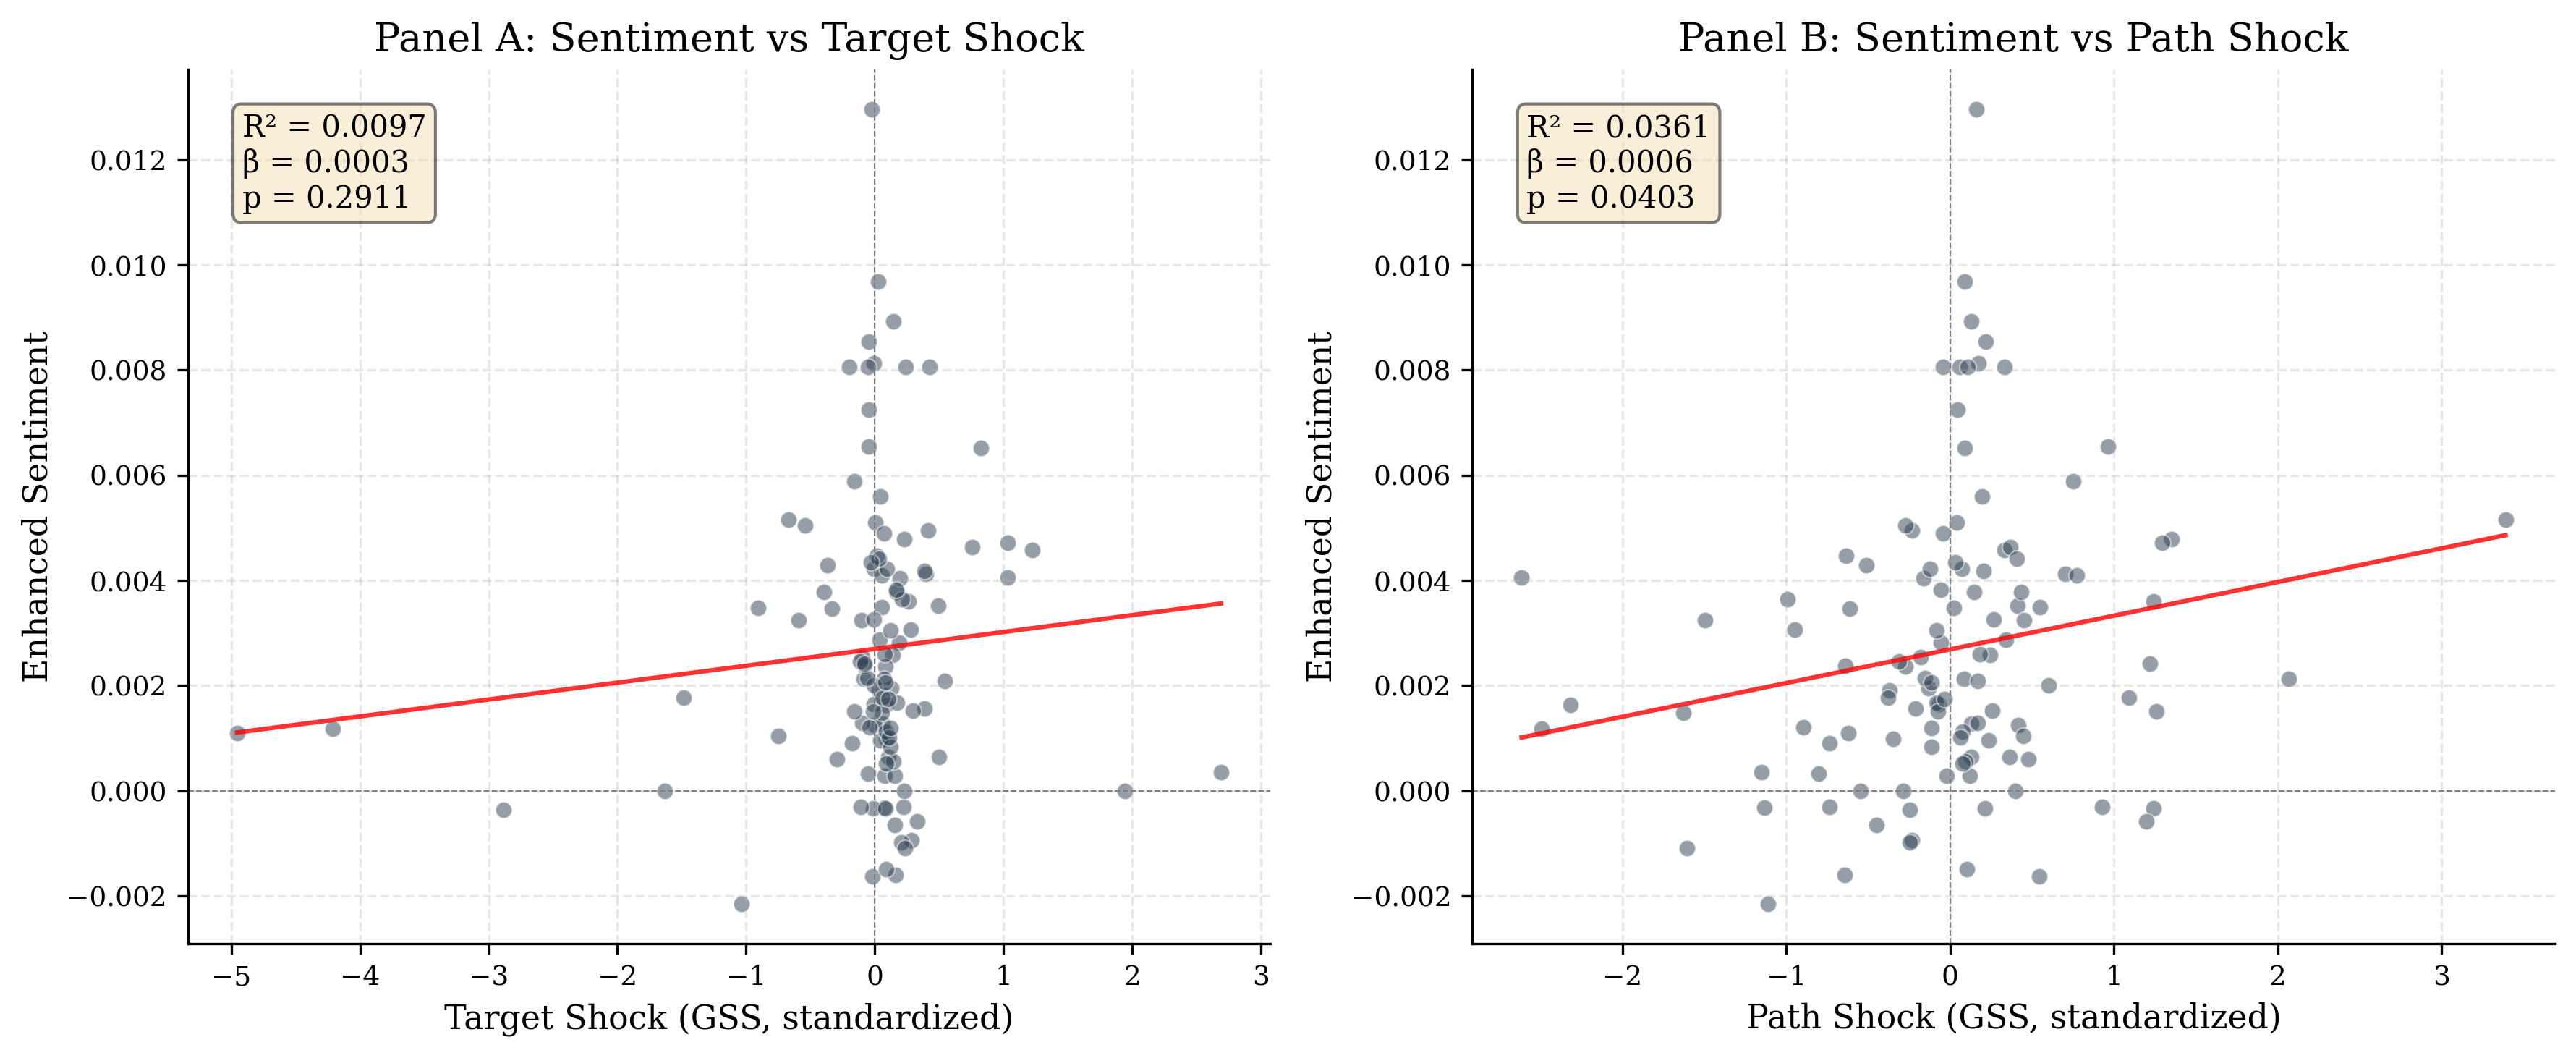 Panel A: Sentiment vs Target Shock
R² = 0.0097
β = 0.0003
p = 0.2911
Enhanced Sentiment
0.012
0.010
0.008
0.006
0.004
0.002
0.000
−0.002
−5 −4 −3 −2 −1 0 1 2 3
Target Shock (GSS, standardized)
Panel B: Sentiment vs Path Shock
R² = 0.0361
β = 0.0006
p = 0.0403
Enhanced Sentiment
0.012
0.010
0.008
0.006
0.004
0.002
0.000
−0.002
−2 −1 0 1 2 3
Path Shock (GSS, standardized)